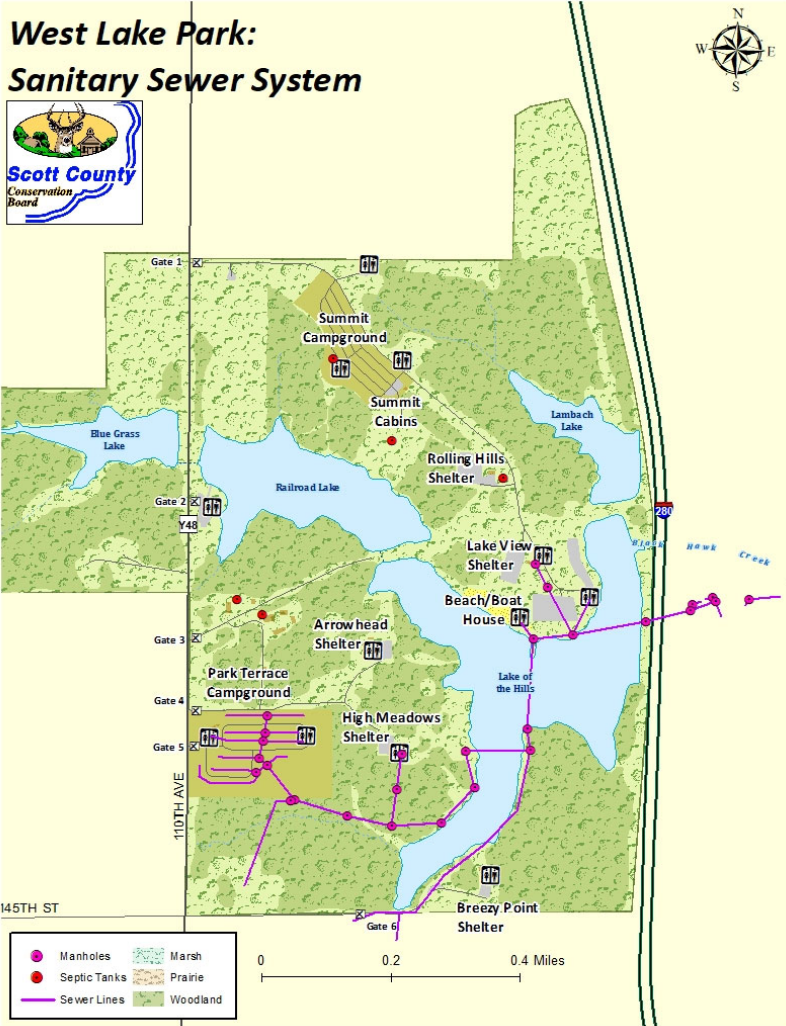 West Lake Park:
Sanitary Sewer System
N
W E
S
Scott County
Conservation
Board
Gate 1
Summit
Campground
Summit
Cabins
Lambach
Lake
Blue Grass
Lake
Rolling Hills
Shelter
Railroad Lake
Gate 2
Y48
280
Black Hawk Creek
Lake View
Shelter
Beach/Boat
House
Arrowhead
Shelter
Gate 3
Park Terrace
Campground
Lake of
the Hills
Gate 4
High Meadows
Shelter
Gate 5
110TH AVE
145TH ST
Breezy Point
Shelter
Gate 6
Manholes
Septic Tanks
Sewer Lines
Marsh
Prairie
Woodland
0 0.2 0.4 Miles